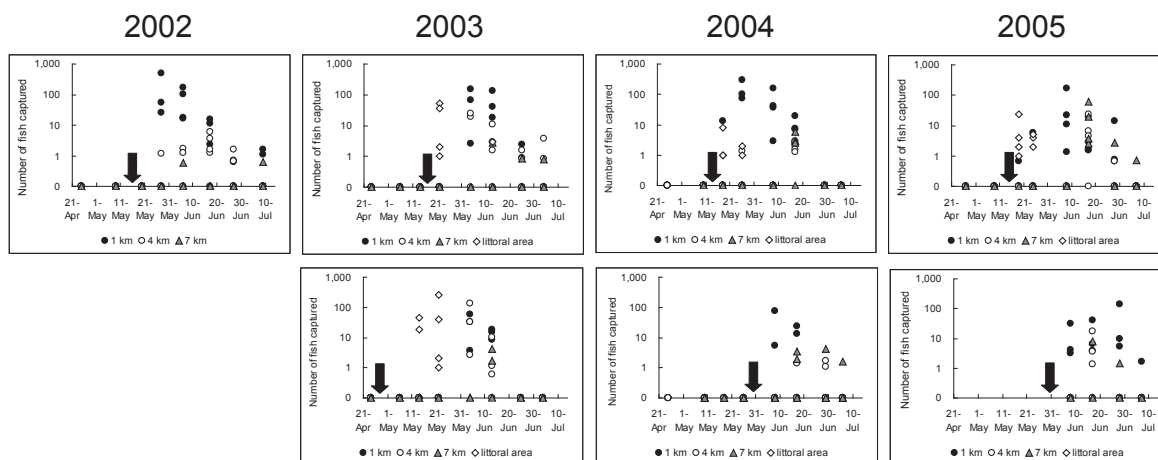 2002 2003 2004 2005
Number of fish captured
1,000
100
10
1
0
21- 1- 11- 21- 31- 10- 20- 30- 10-
Apr May May May May Jun Jun Jun Jul
● 1 km ○ 4 km ▲ 7 km
Number of fish captured
1,000
100
10
1
0
21- 1- 11- 21- 31- 10- 20- 30- 10-
Apr May May May May Jun Jun Jun Jul
● 1 km ○ 4 km ▲ 7 km ◇ littoral area
Number of fish captured
1,000
100
10
1
0
21- 1- 11- 21- 31- 10- 20- 30- 10-
Apr May May May May Jun Jun Jun Jul
● 1 km ○ 4 km ▲ 7 km ◇ littoral area
Number of fish captured
1,000
100
10
1
0
21- 1- 11- 21- 31- 10- 20- 30- 10-
Apr May May May May Jun Jun Jun Jul
● 1 km ○ 4 km ▲ 7 km ◇ littoral area
Number of fish captured
1,000
100
10
1
0
21- 1- 11- 21- 31- 10- 20- 30- 10-
Apr May May May May Jun Jun Jun Jul
● 1 km ○ 4 km ▲ 7 km ◇ littoral area
Number of fish captured
1,000
100
10
1
0
21- 1- 11- 21- 31- 10- 20- 30- 10-
Apr May May May May Jun Jun Jun Jul
● 1 km ○ 4 km ▲ 7 km ◇ littoral area
Number of fish captured
1,000
100
10
1
0
21- 1- 11- 21- 31- 10- 20- 30- 10-
Apr May May May May Jun Jun Jun Jul
● 1 km ○ 4 km ▲ 7 km ◇ littoral area